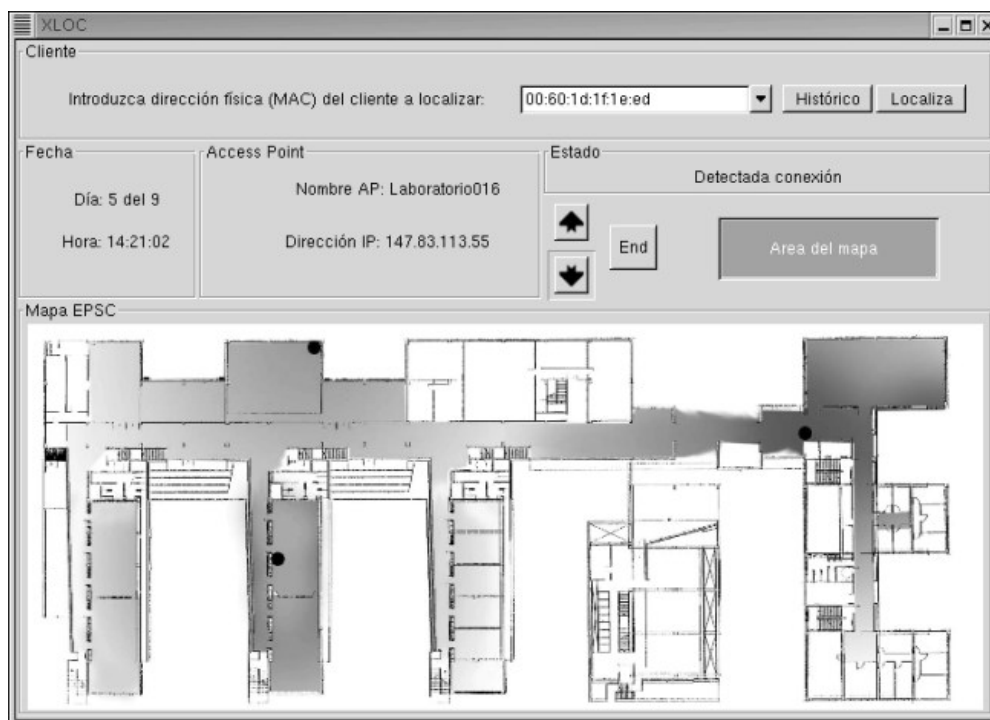 XLOC
Cliente
Introduzca dirección física (MAC) del cliente a localizar:
00:60:1d:1f:1e:ed
Histórico
Localiza
Fecha
Día: 5 del 9
Hora: 14:21:02
Access Point
Nombre AP: Laboratorio016
Dirección IP: 147.83.113.55
Estado
Detectada conexión
End
Area del mapa
Mapa EPSC